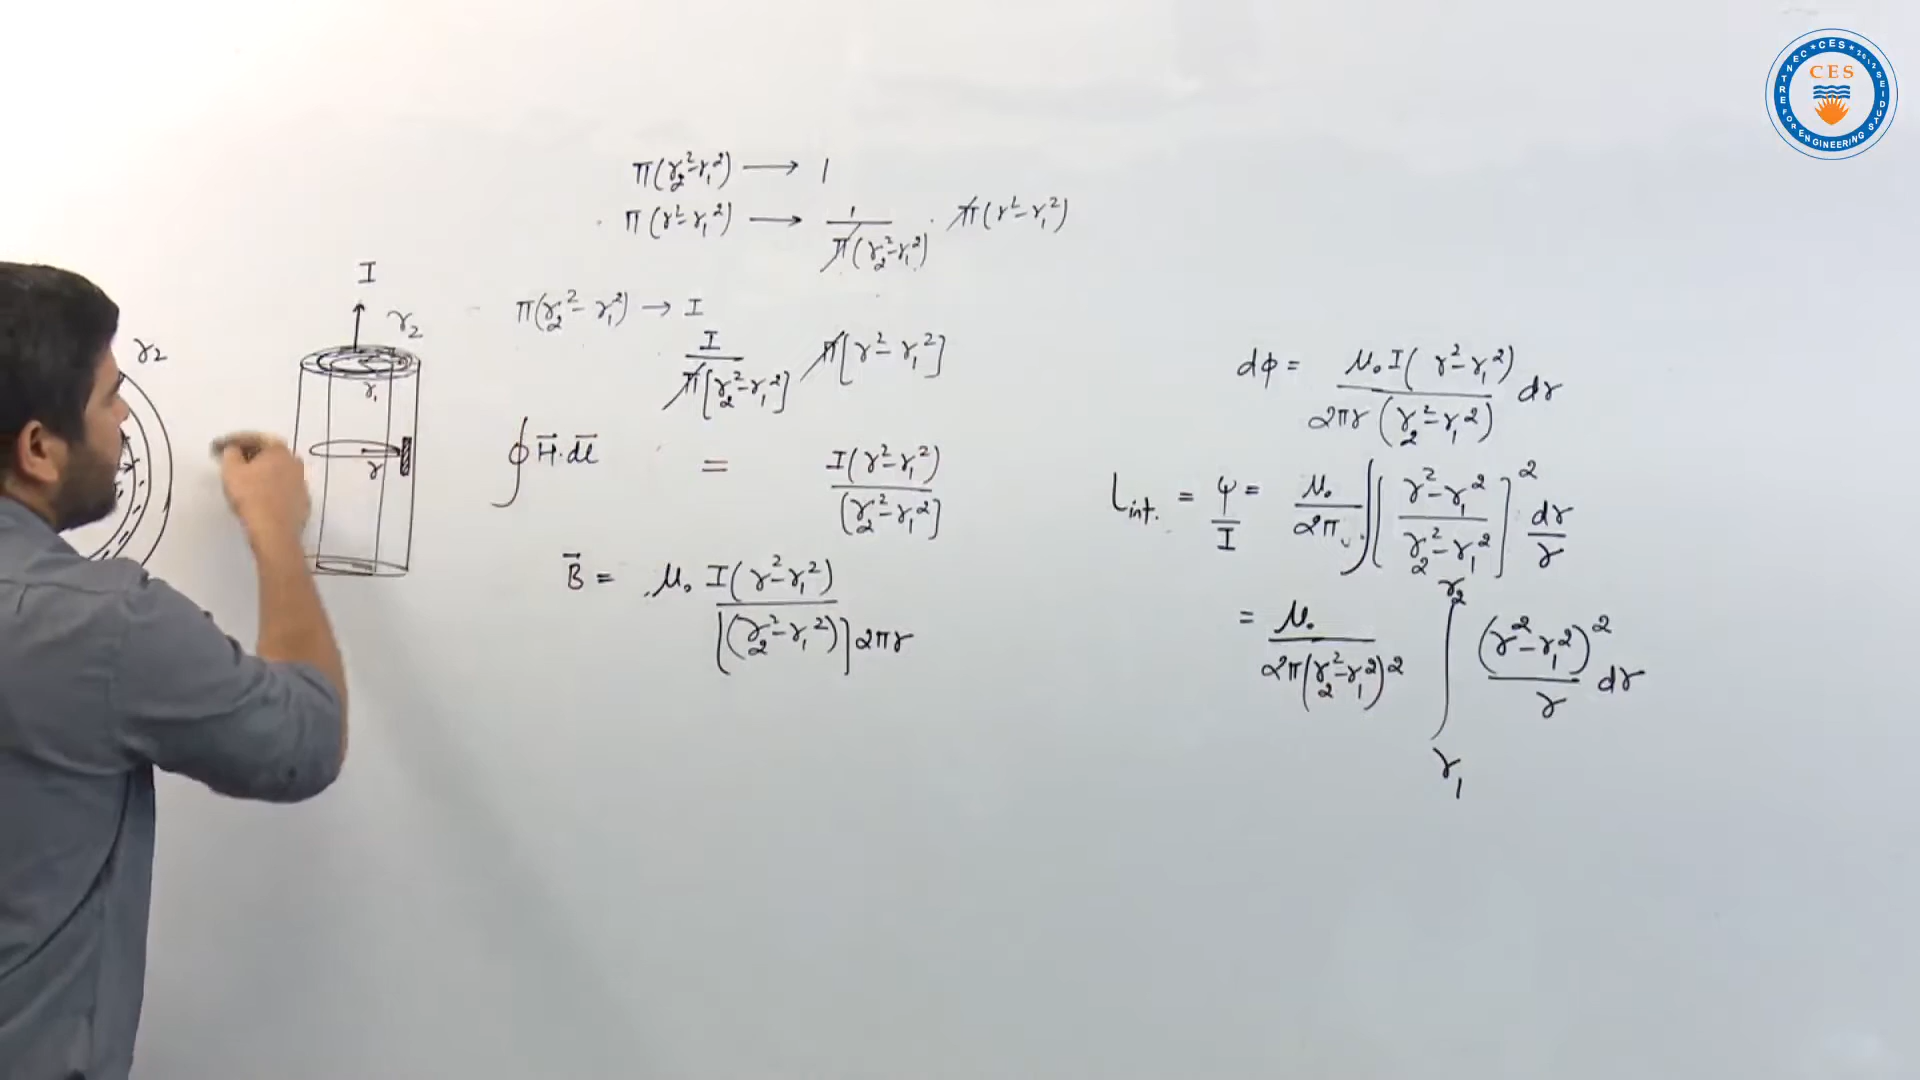 CENTRE FOR ENGINEERING STUDIES
* CES * 2012
CES
π(r₂²-r₁²) ⟶ 1
π(r²-r₁²) ⟶ 1/π(r₂²-r₁²) · π(r²-r₁²)
I
r₂
r₁
r
r₂
π(r₂²-r₁²) → I
I/π[r₂²-r₁²] π[r²-r₁²]
∮ H⃗·dl⃗ = I(r²-r₁²)/[r₂²-r₁²]
B⃗ = μ₀ I(r²-r₁²)/[(r₂²-r₁²)]2πr
dφ = μ₀I(r²-r₁²)/2πr(r₂²-r₁²) dr
Lint. = ψ/I = μ₀/2π ∫[r²-r₁²/r₂²-r₁²]² dr/r
= μ₀/2π(r₂²-r₁²)² ∫r₁^r₂ (r²-r₁²)²/r dr